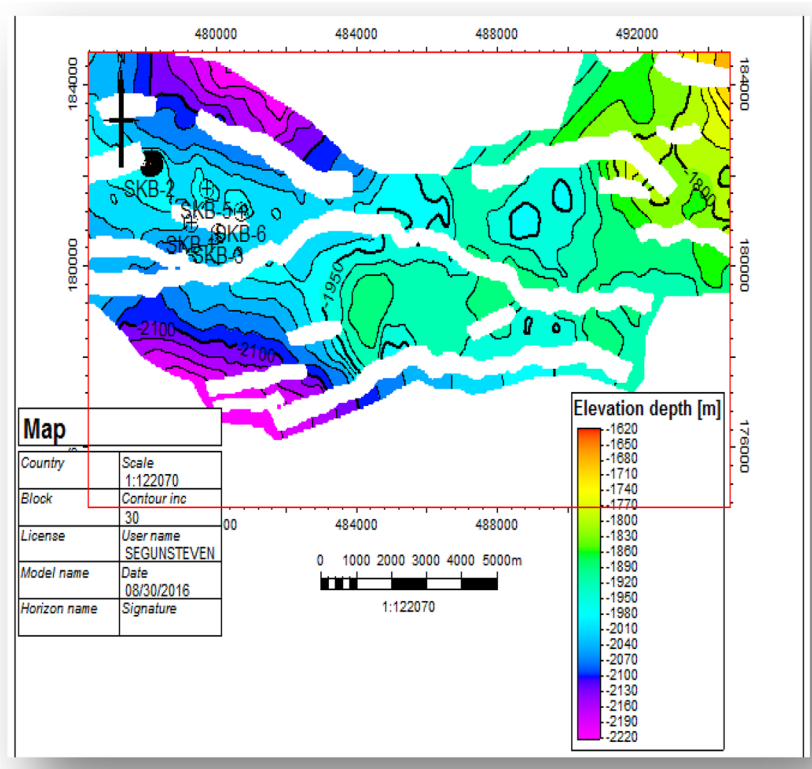 480000 484000 488000 492000
184000
184000
N
SKB-2
SKB-5
SKB-6
SKB-3
-1800
-1950
180000
180000
-2100
-2100
176000
00 484000 488000
Map
Country Scale
1:122070
Block Contour inc
30
License User name
SEGUNSTEVEN
Model name Date
08/30/2016
Horizon name Signature
0 1000 2000 3000 4000 5000m
1:122070
Elevation depth [m]
-1620
-1650
-1680
-1710
-1740
-1770
-1800
-1830
-1860
-1890
-1920
-1950
-1980
-2010
-2040
-2070
-2100
-2130
-2160
-2190
-2220